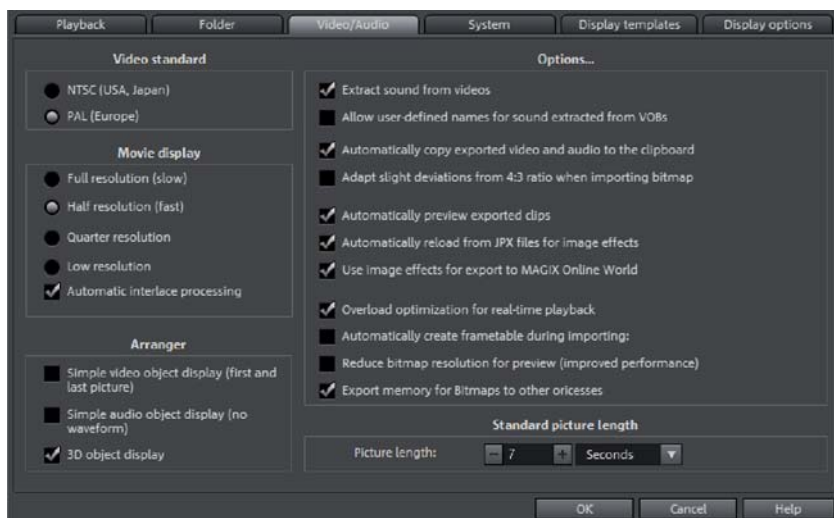 Playback Folder Video/Audio System Display templates Display options
Video standard
NTSC (USA, Japan)
PAL (Europe)
Movie display
Full resolution (slow)
Half resolution (fast)
Quarter resolution
Low resolution
Automatic interlace processing
Arranger
Simple video object display (first and
last picture)
Simple audio object display (no
waveform)
3D object display
Options...
Extract sound from videos
Allow user-defined names for sound extracted from VOBs
Automatically copy exported video and audio to the clipboard
Adapt slight deviations from 4:3 ratio when importing bitmap
Automatically preview exported clips
Automatically reload from JPX files for image effects
Use image effects for export to MAGIX Online World
Overload optimization for real-time playback
Automatically create frametable during importing:
Reduce bitmap resolution for preview (improved performance)
Export memory for Bitmaps to other oricesses
Standard picture length
Picture length: 7 Seconds
OK Cancel Help